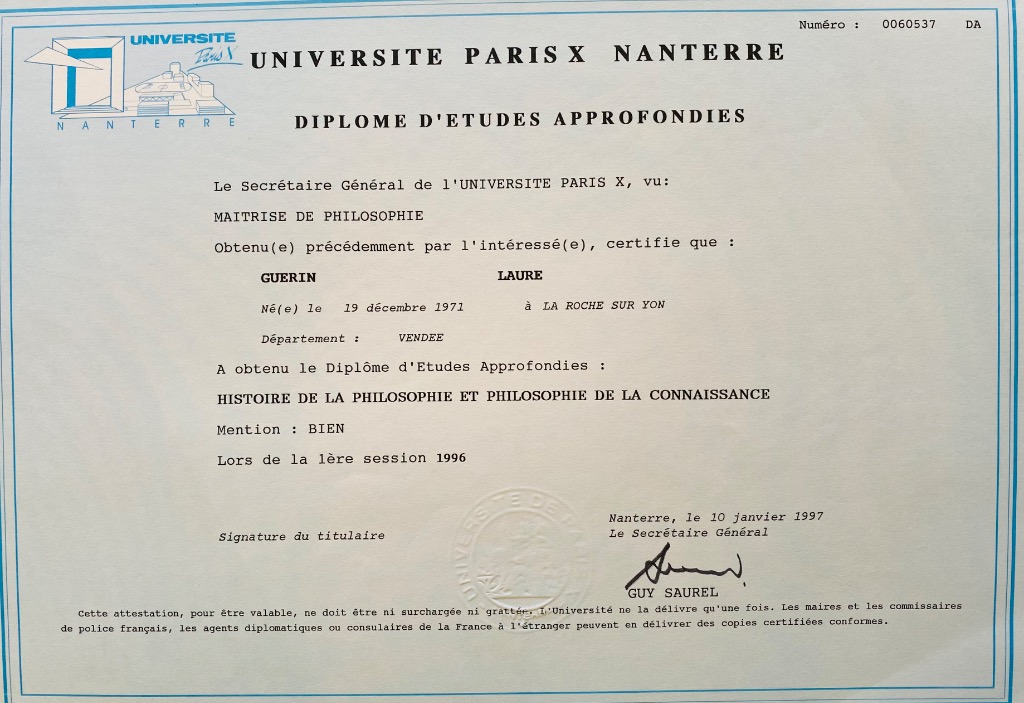 Numéro : 0060537 DA
UNIVERSITE
Paris X
NANTERRE
UNIVERSITE PARIS X NANTERRE
DIPLOME D'ETUDES APPROFONDIES
Le Secrétaire Général de l'UNIVERSITE PARIS X, vu:
MAITRISE DE PHILOSOPHIE
Obtenu(e) précédemment par l'intéressé(e), certifie que :
GUERIN LAURE
Né(e) le 19 décembre 1971 à LA ROCHE SUR YON
Département : VENDEE
A obtenu le Diplôme d'Etudes Approfondies :
HISTOIRE DE LA PHILOSOPHIE ET PHILOSOPHIE DE LA CONNAISSANCE
Mention : BIEN
Lors de la 1ère session 1996
Nanterre, le 10 janvier 1997
Signature du titulaire
Le Secrétaire Général
GUY SAUREL
UNIVERSITE DE
Cette attestation, pour être valable, ne doit être ni surchargée ni grattée. L'Université ne la délivre qu'une fois. Les maires et les commissaires
de police français, les agents diplomatiques ou consulaires de la France à l'étranger peuvent en délivrer des copies certifiées conformes.